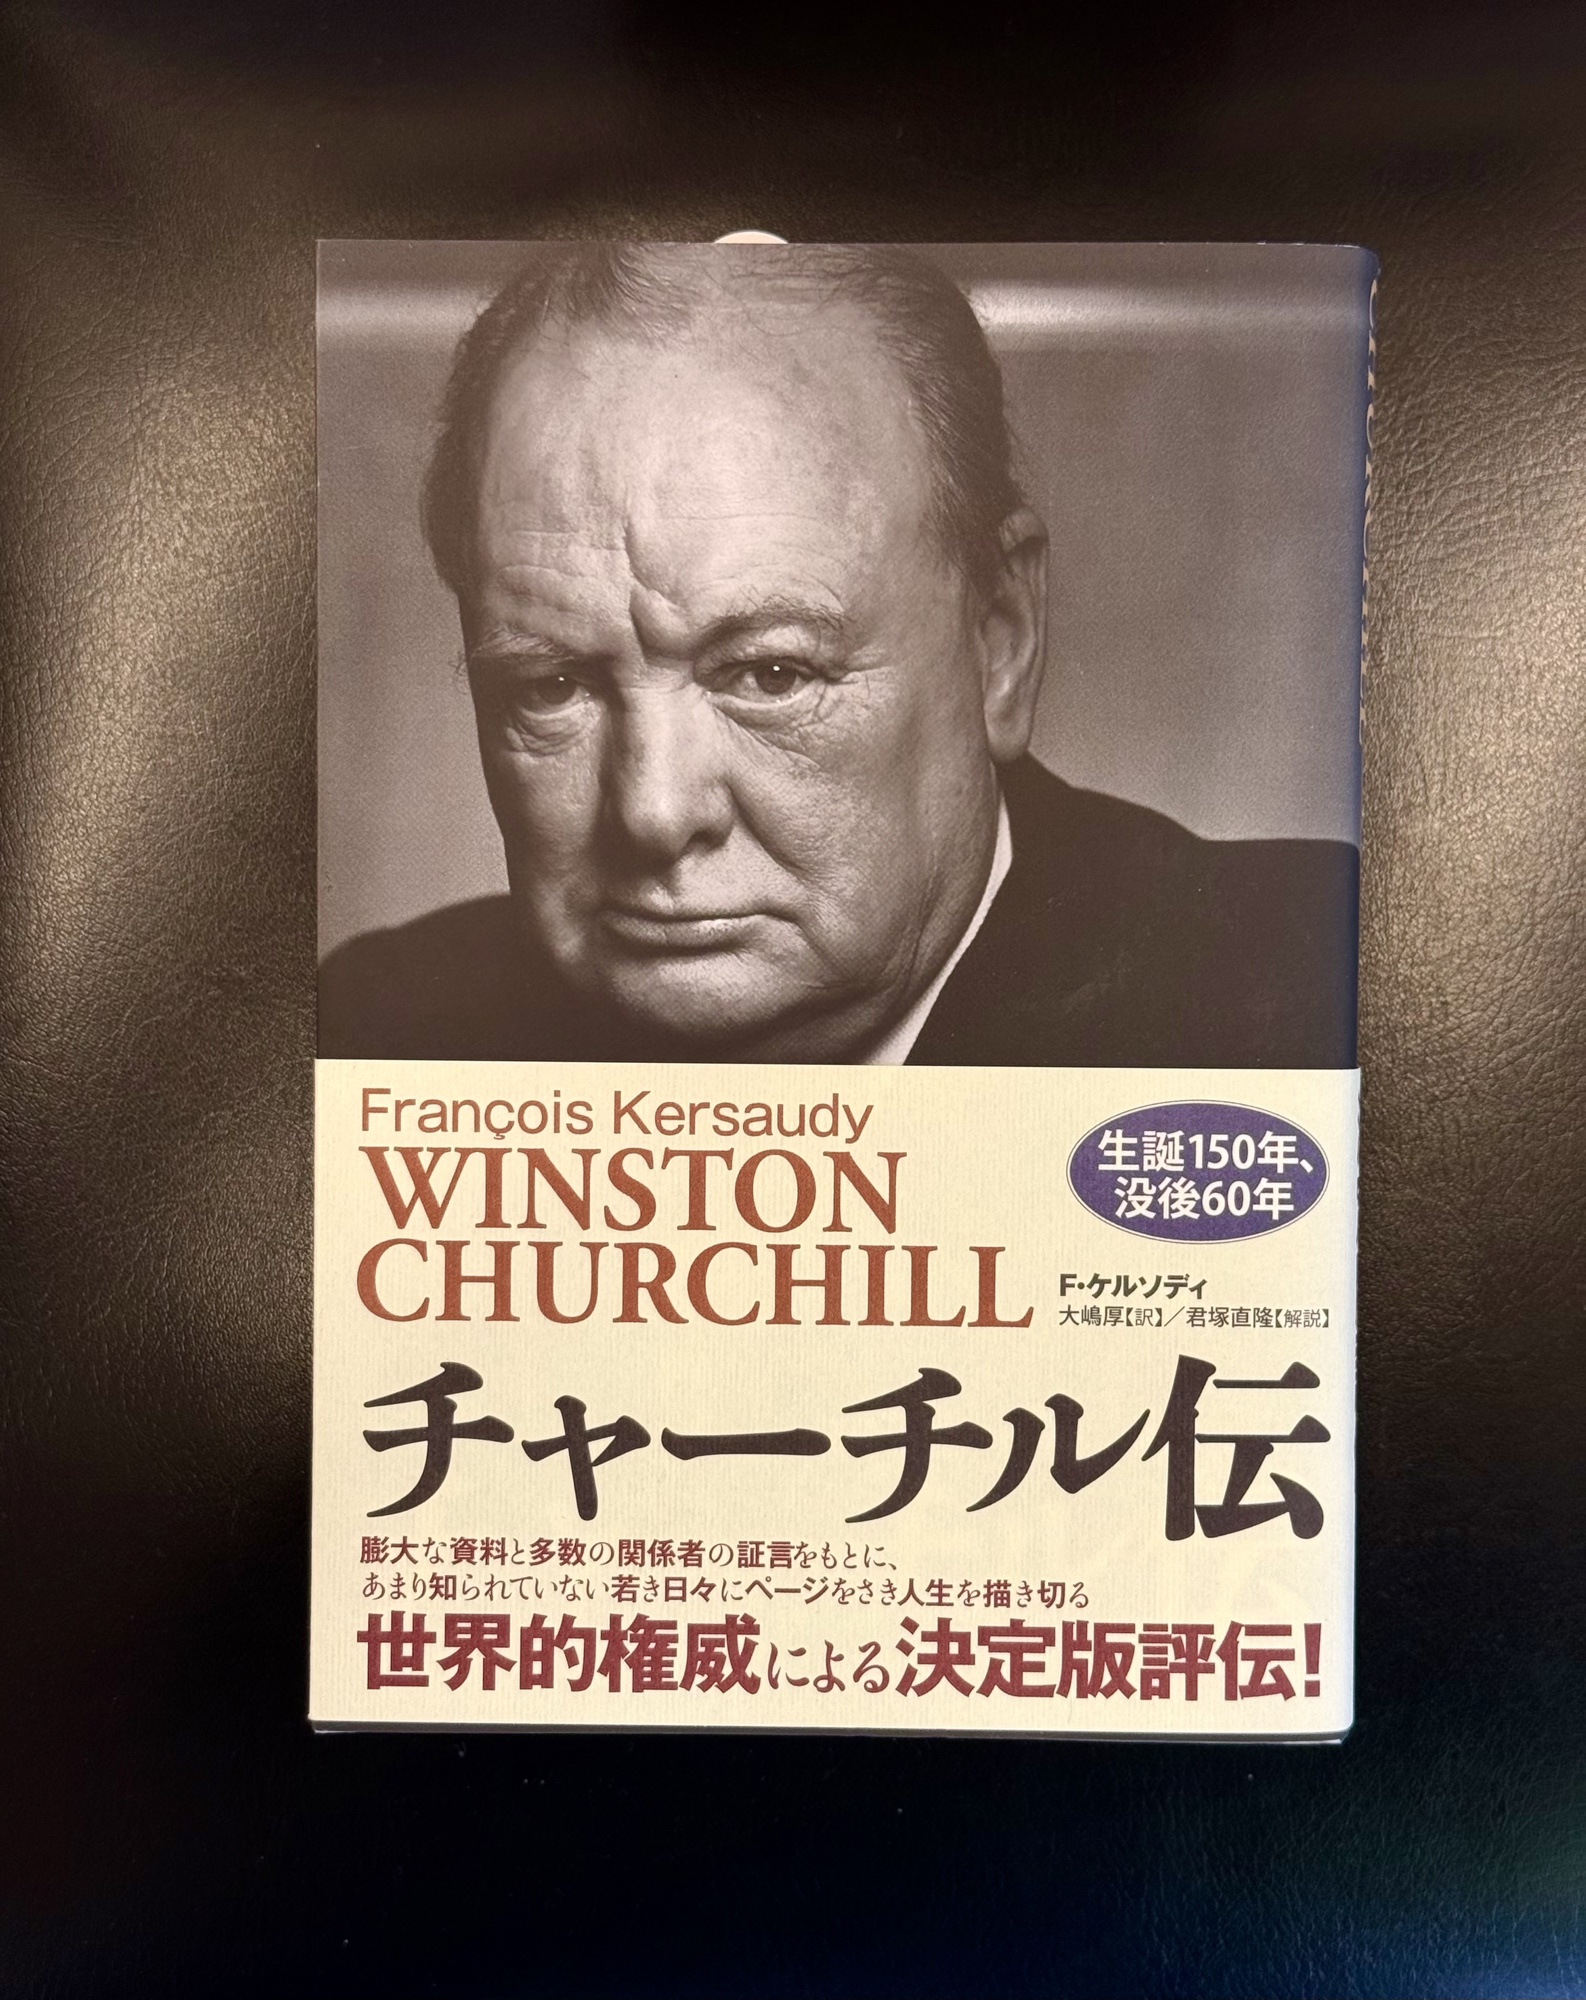 François Kersaudy
WINSTON
CHURCHILL
生誕150年、
没後60年
F・ケルソディ
大嶋厚【訳】／君塚直隆【解説】
チャーチル伝
膨大な資料と多数の関係者の証言をもとに、
あまり知られていない若き日々にページをさき人生を描き切る
世界的権威による決定版評伝！